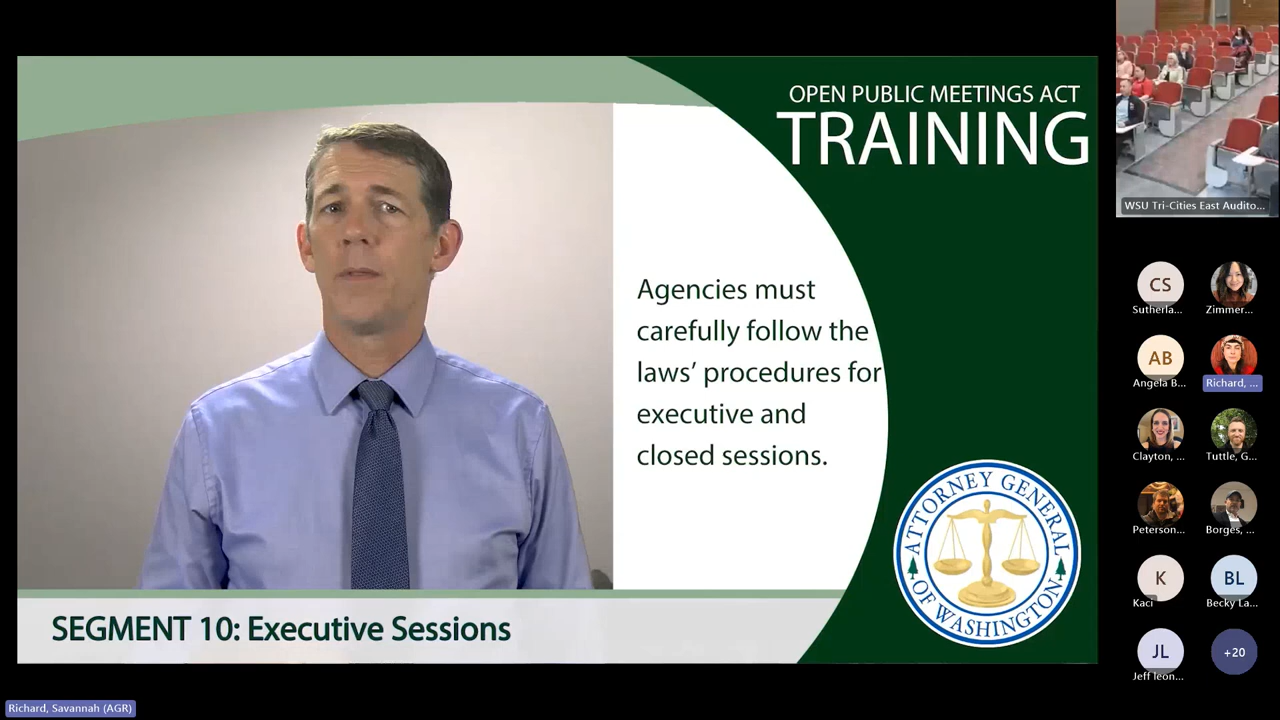 OPEN PUBLIC MEETINGS ACT
TRAINING
Agencies must
carefully follow the
laws’ procedures for
executive and
closed sessions.
ATTORNEY GENERAL
OF WASHINGTON
SEGMENT 10: Executive Sessions
Richard, Savannah (AGR)
WSU Tri-Cities East Audito...
CS
Sutherla...
Zimmer...
AB
Angela B...
Richard, ...
Clayton, ...
Tuttle, G...
Peterson...
Borges, ...
K
Kaci
BL
Becky La...
JL
Jeff leon...
+20